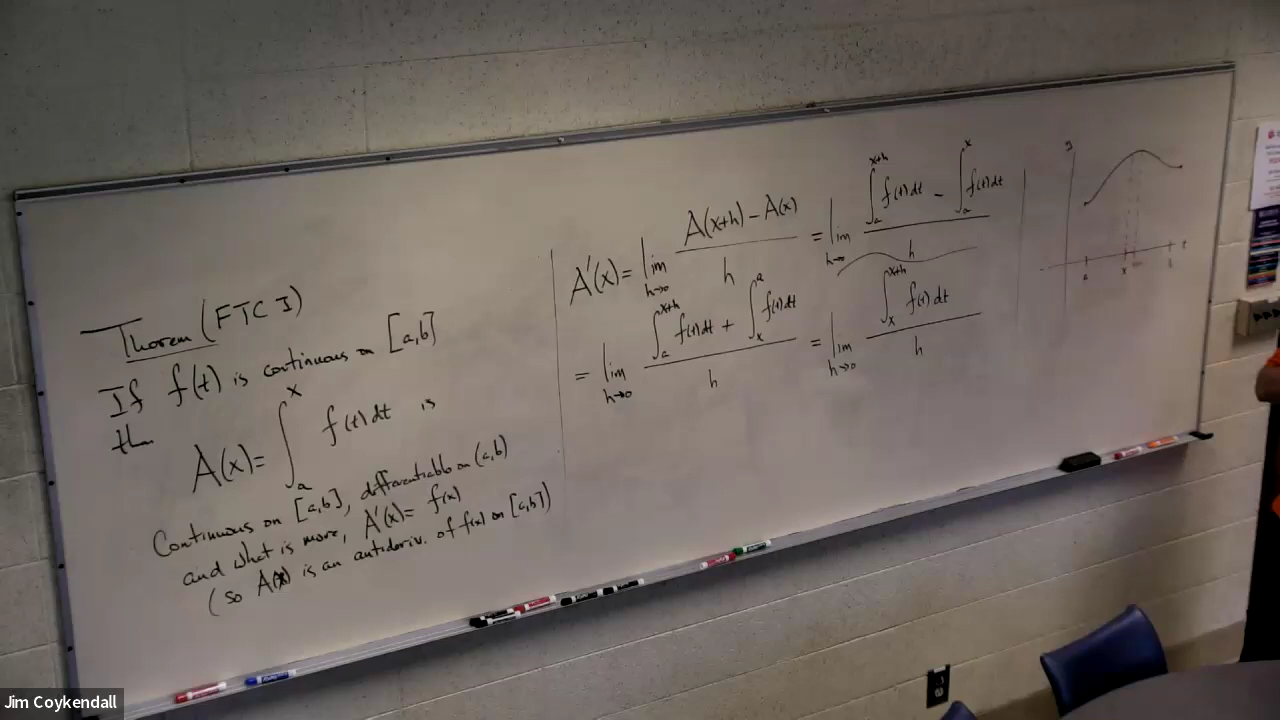 Theorem (FTC I)
If f(t) is continuous on [a,b]
then
A(x) = ∫_a^x f(t) dt is
Continuous on [a,b], differentiable on (a,b)
and what is more, A'(x) = f(x)
(so A(x) is an antideriv. of f(x) on [a,b])
A'(x) = lim_{h→0} (A(x+h) - A(x))/h = lim_{h→0} (∫_a^{x+h} f(t) dt - ∫_a^x f(t) dt)/h
= lim_{h→0} (∫_a^{x+h} f(t) dt + ∫_x^a f(t) dt)/h = lim_{h→0} (∫_x^{x+h} f(t) dt)/h
y
t
a x
Jim Coykendall